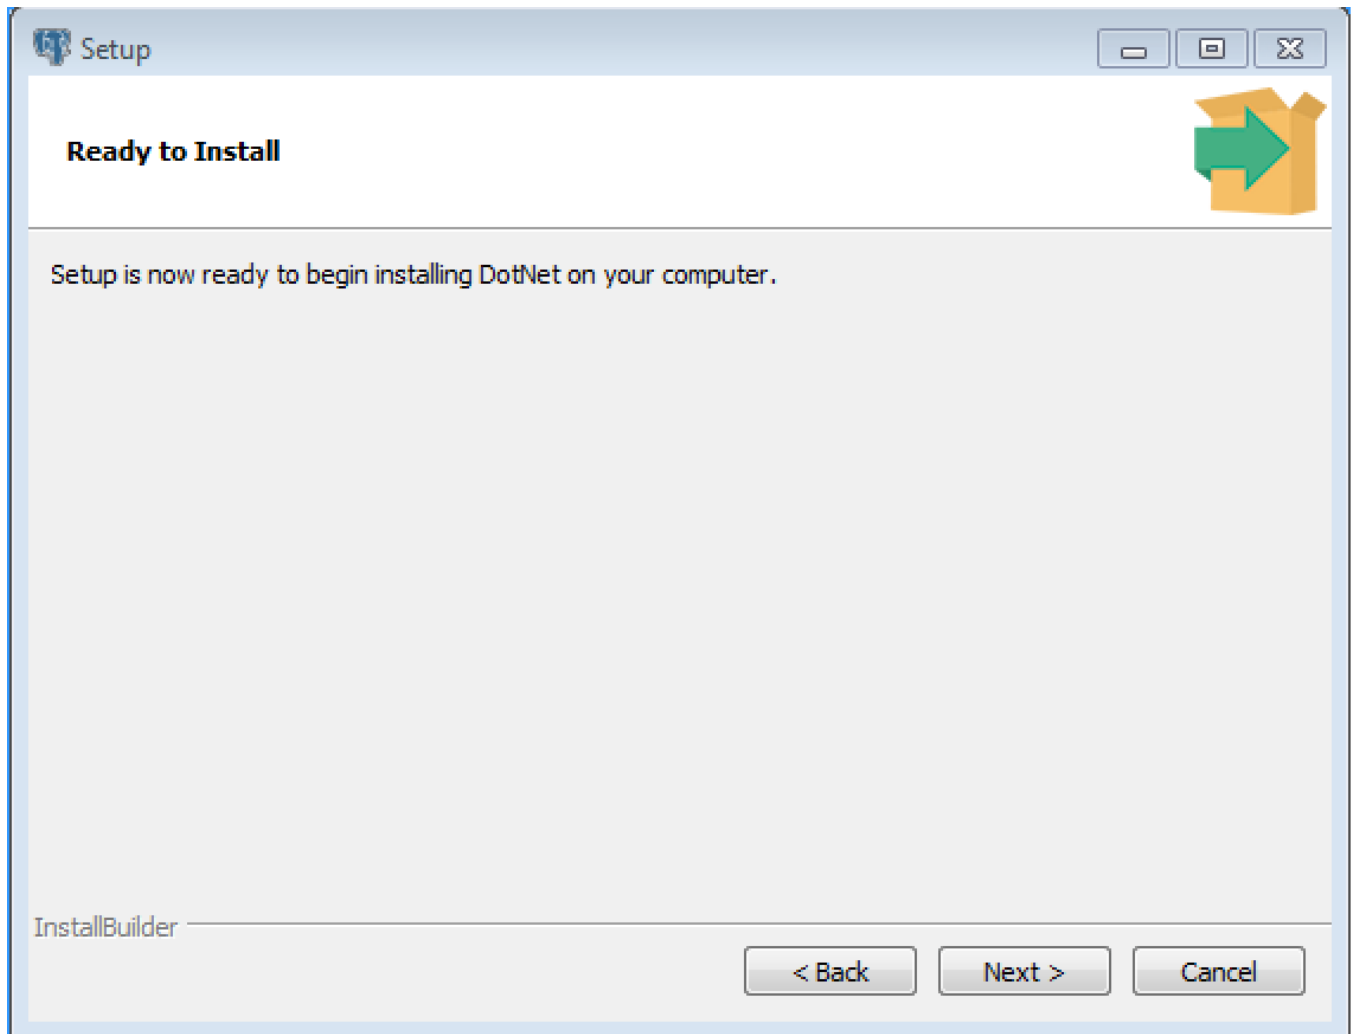 Setup
Ready to Install
Setup is now ready to begin installing DotNet on your computer.
InstallBuilder
< Back
Next >
Cancel